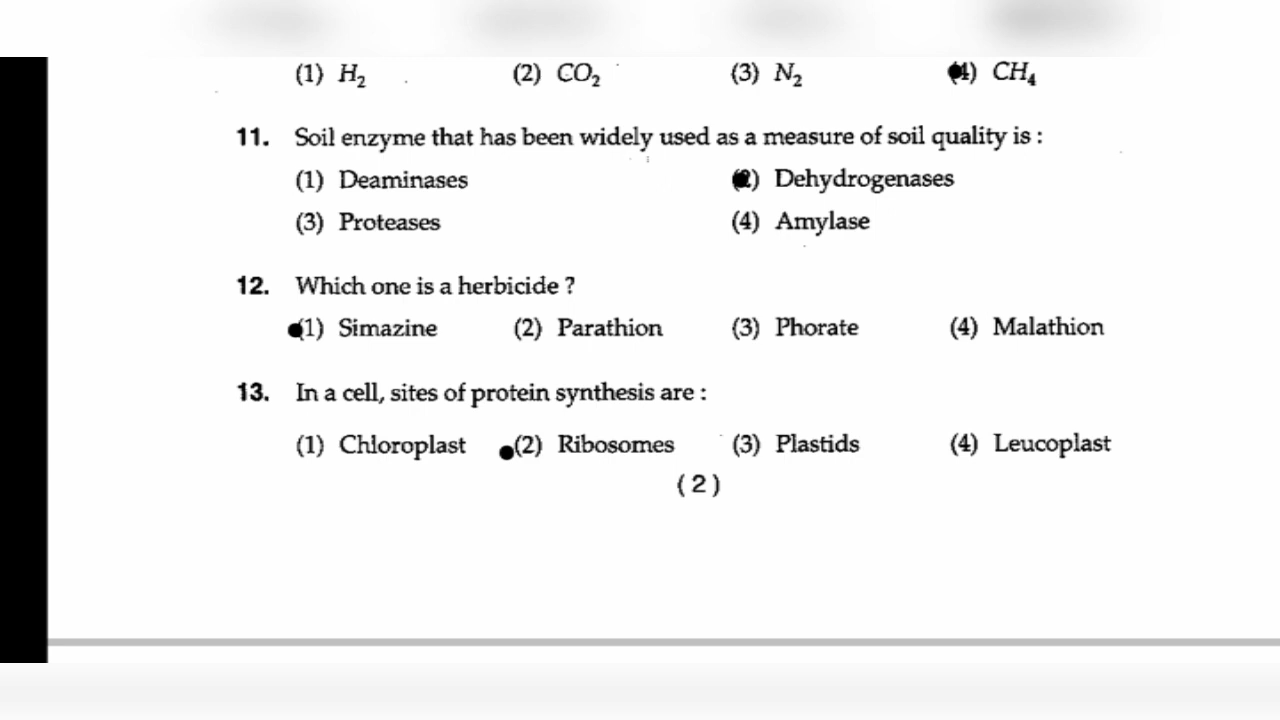 (1) H₂ (2) CO₂ (3) N₂ (4) CH₄
11. Soil enzyme that has been widely used as a measure of soil quality is :
(1) Deaminases (2) Dehydrogenases
(3) Proteases (4) Amylase
12. Which one is a herbicide ?
(1) Simazine (2) Parathion (3) Phorate (4) Malathion
13. In a cell, sites of protein synthesis are :
(1) Chloroplast (2) Ribosomes (3) Plastids (4) Leucoplast
( 2 )